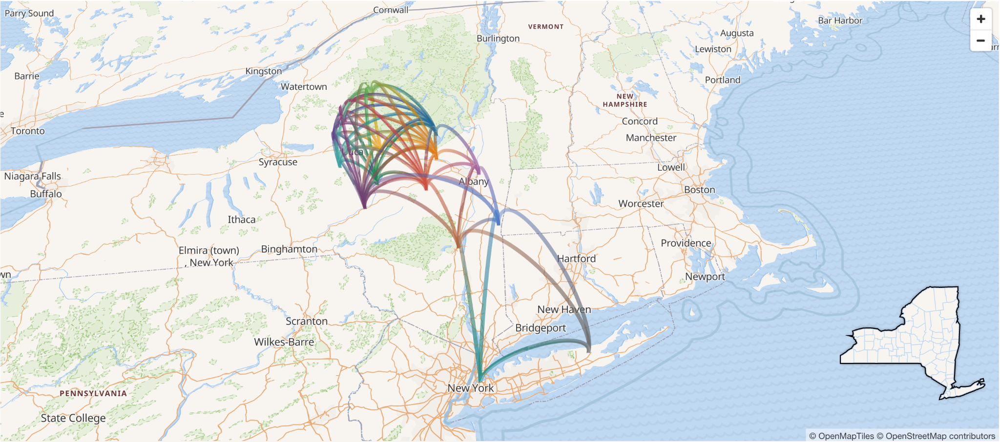 Parry Sound
Cornwall
VERMONT
Bar Harbor
+
−
Burlington
Augusta
Lewiston
Barrie
Kingston
Watertown
Portland
NEW
HAMPSHIRE
Toronto
Concord
Manchester
Utica
Syracuse
Lowell
Niagara Falls
Albany
Buffalo
Boston
Worcester
Ithaca
Providence
Elmira (town)
, New York
Binghamton
Hartford
wn
Newport
New Haven
Scranton
Bridgeport
Wilkes-Barre
New York
PENNSYLVANIA
State College
© OpenMapTiles © OpenStreetMap contributors